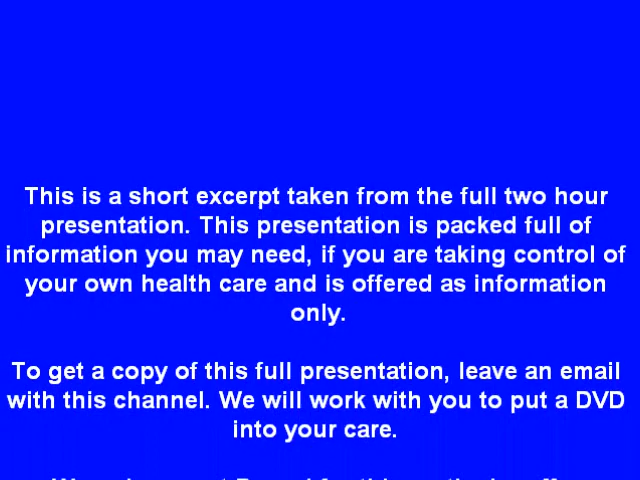 This is a short excerpt taken from the full two hour
presentation. This presentation is packed full of
information you may need, if you are taking control of
your own health care and is offered as information
only.
To get a copy of this full presentation, leave an email
with this channel. We will work with you to put a DVD
into your care.